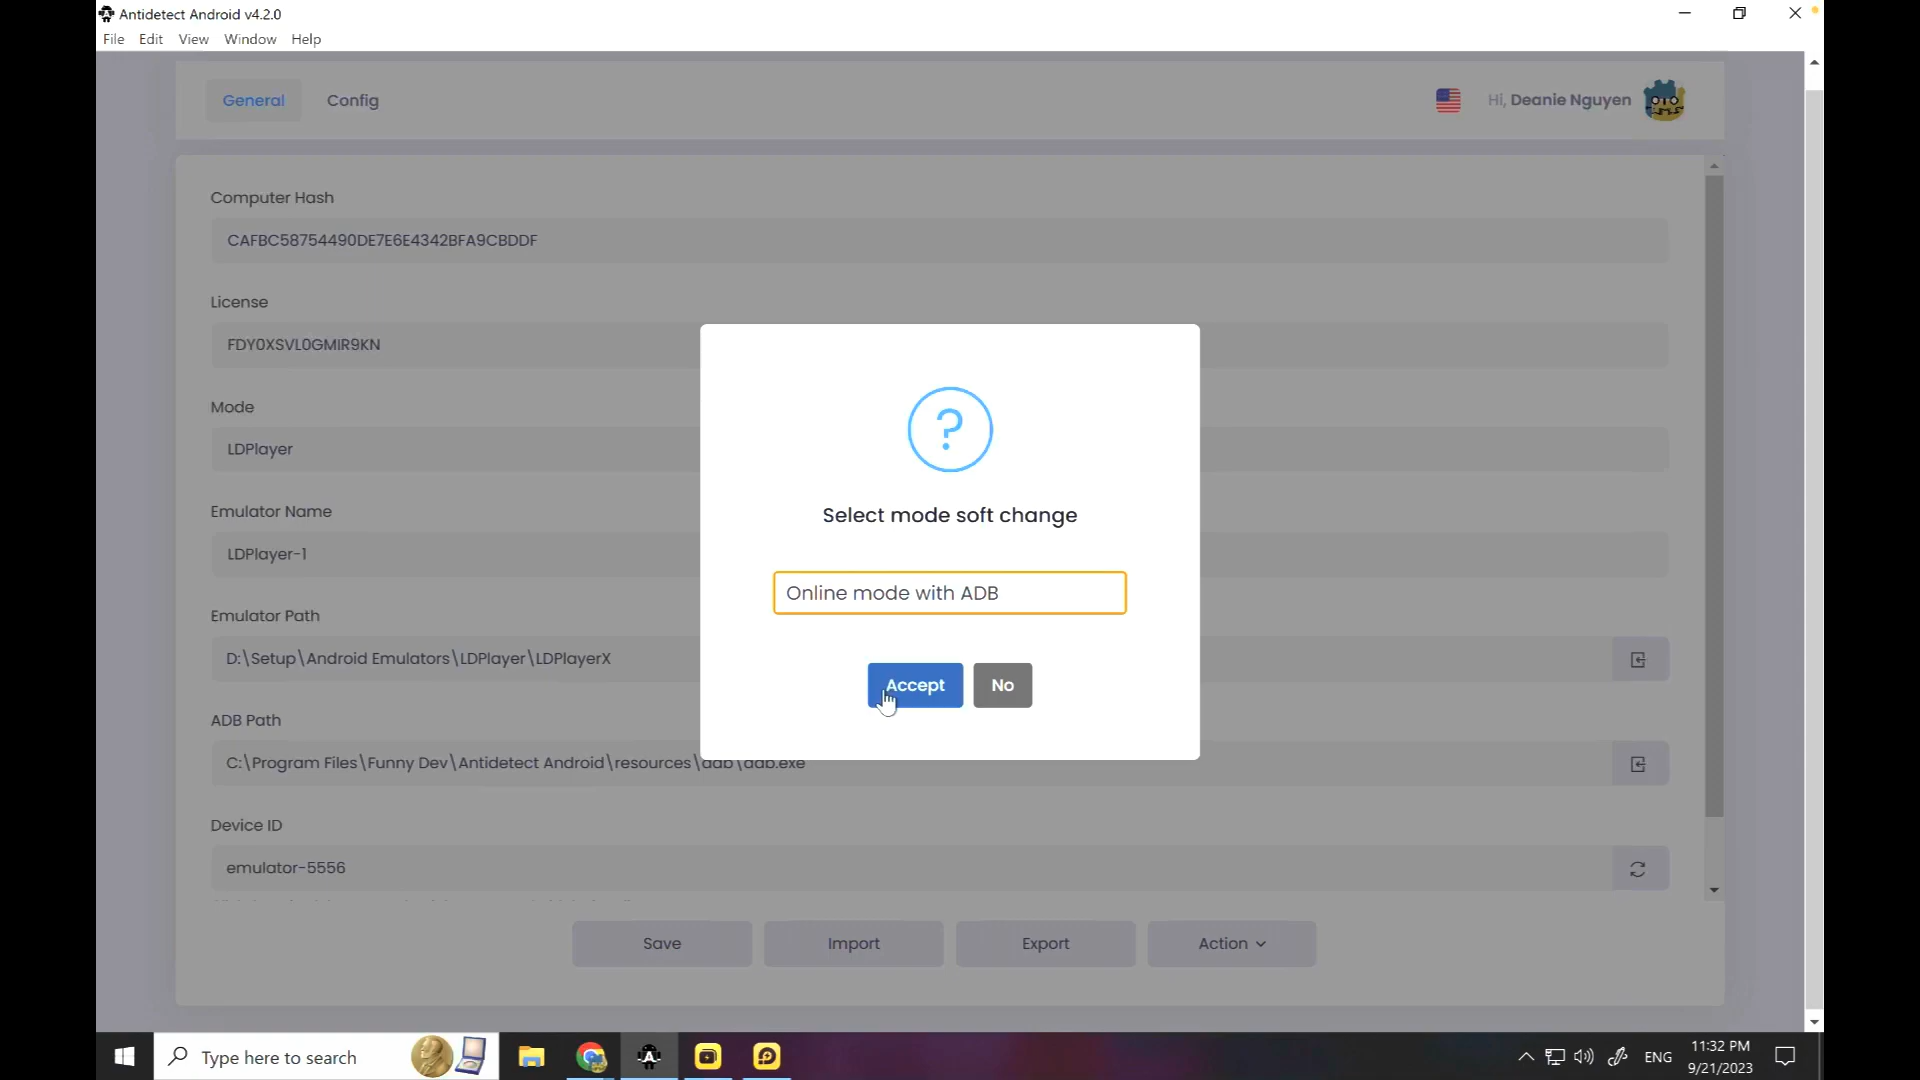 Antidetect Android v4.2.0
File Edit View Window Help
General Config
Hi, Deanie Nguyen
Computer Hash
CAFBC58754490DE7E6E4342BFA9CBDDF
License
FDY0XSVL0GMIR9KN
Mode
LDPlayer
Emulator Name
LDPlayer-1
Emulator Path
D:\Setup\Android Emulators\LDPlayer\LDPlayerX
ADB Path
C:\Program Files\Funny Dev\Antidetect Android\resources\adb\adb.exe
Device ID
emulator-5556
?
Select mode soft change
Online mode with ADB
Accept No
Save Import Export Action
Type here to search
ENG
11:32 PM
9/21/2023